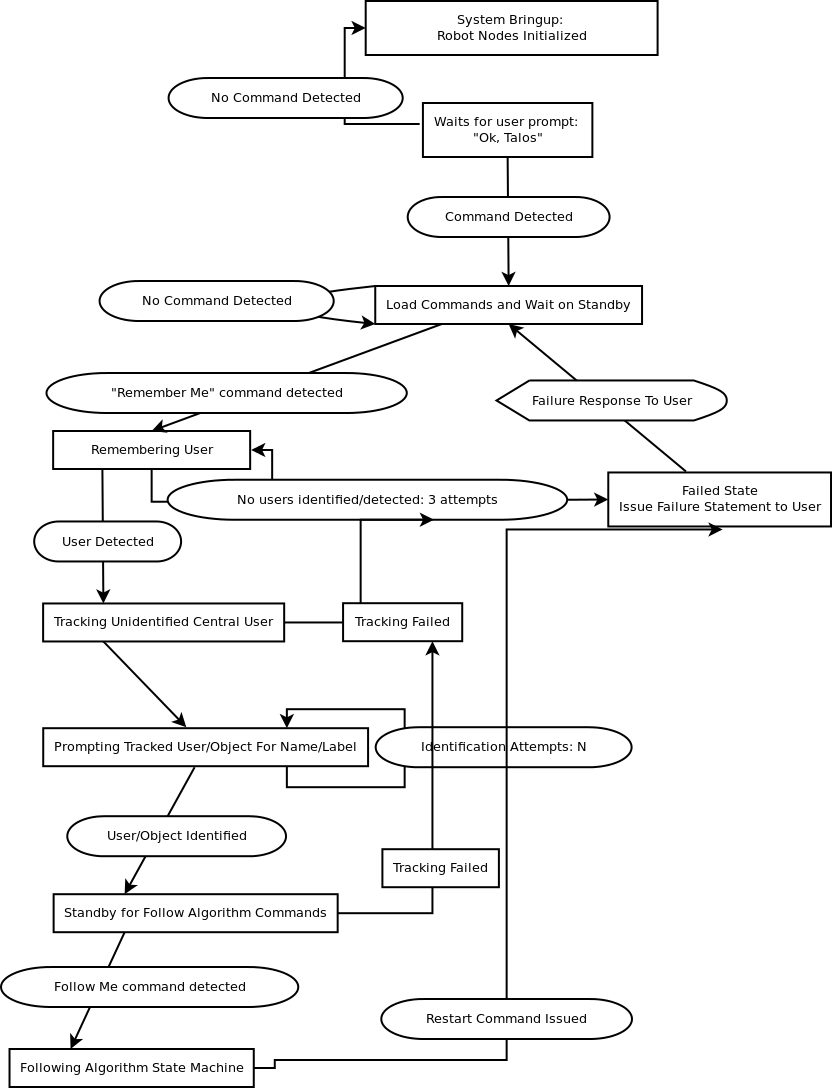 System Bringup:
Robot Nodes Initialized
No Command Detected
Waits for user prompt:
"Ok, Talos"
Command Detected
No Command Detected
Load Commands and Wait on Standby
"Remember Me" command detected
Failure Response To User
Remembering User
No users identified/detected: 3 attempts
Failed State
Issue Failure Statement to User
User Detected
Tracking Unidentified Central User
Tracking Failed
Prompting Tracked User/Object For Name/Label
Identification Attempts: N
User/Object Identified
Tracking Failed
Standby for Follow Algorithm Commands
Follow Me command detected
Restart Command Issued
Following Algorithm State Machine